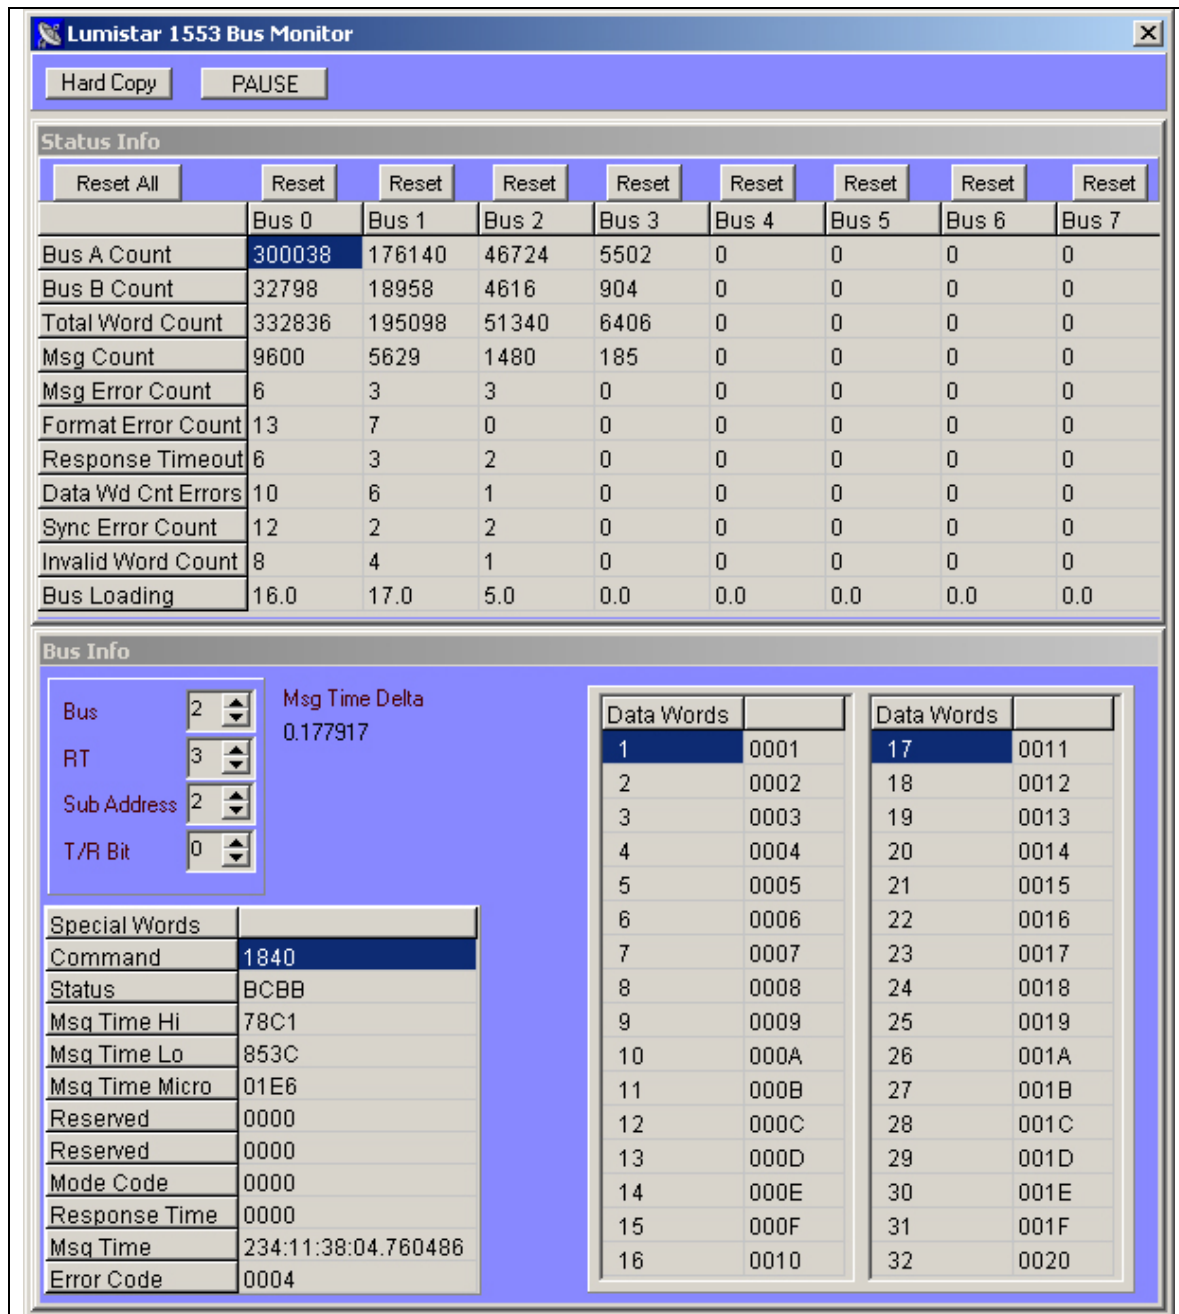 Lumistar 1553 Bus Monitor
Hard Copy PAUSE
Status Info
Reset All Reset Reset Reset Reset Reset Reset Reset Reset
Bus 0 Bus 1 Bus 2 Bus 3 Bus 4 Bus 5 Bus 6 Bus 7
Bus A Count 300038 176140 46724 5502 0 0 0 0
Bus B Count 32798 18958 4616 904 0 0 0 0
Total Word Count 332836 195098 51340 6406 0 0 0 0
Msg Count 9600 5629 1480 185 0 0 0 0
Msg Error Count 6 3 3 0 0 0 0 0
Format Error Count 13 7 0 0 0 0 0 0
Response Timeout 6 3 2 0 0 0 0 0
Data Wd Cnt Errors 10 6 1 0 0 0 0 0
Sync Error Count 12 2 2 0 0 0 0 0
Invalid Word Count 8 4 1 0 0 0 0 0
Bus Loading 16.0 17.0 5.0 0.0 0.0 0.0 0.0 0.0
Bus Info
Bus 2
RT 3
Sub Address 2
T/R Bit 0
Msg Time Delta
0.177917
Special Words
Command 1840
Status BCBB
Msg Time Hi 78C1
Msg Time Lo 853C
Msg Time Micro 01E6
Reserved 0000
Reserved 0000
Mode Code 0000
Response Time 0000
Msg Time 234:11:38:04.760486
Error Code 0004
Data Words
1 0001
2 0002
3 0003
4 0004
5 0005
6 0006
7 0007
8 0008
9 0009
10 000A
11 000B
12 000C
13 000D
14 000E
15 000F
16 0010
Data Words
17 0011
18 0012
19 0013
20 0014
21 0015
22 0016
23 0017
24 0018
25 0019
26 001A
27 001B
28 001C
29 001D
30 001E
31 001F
32 0020